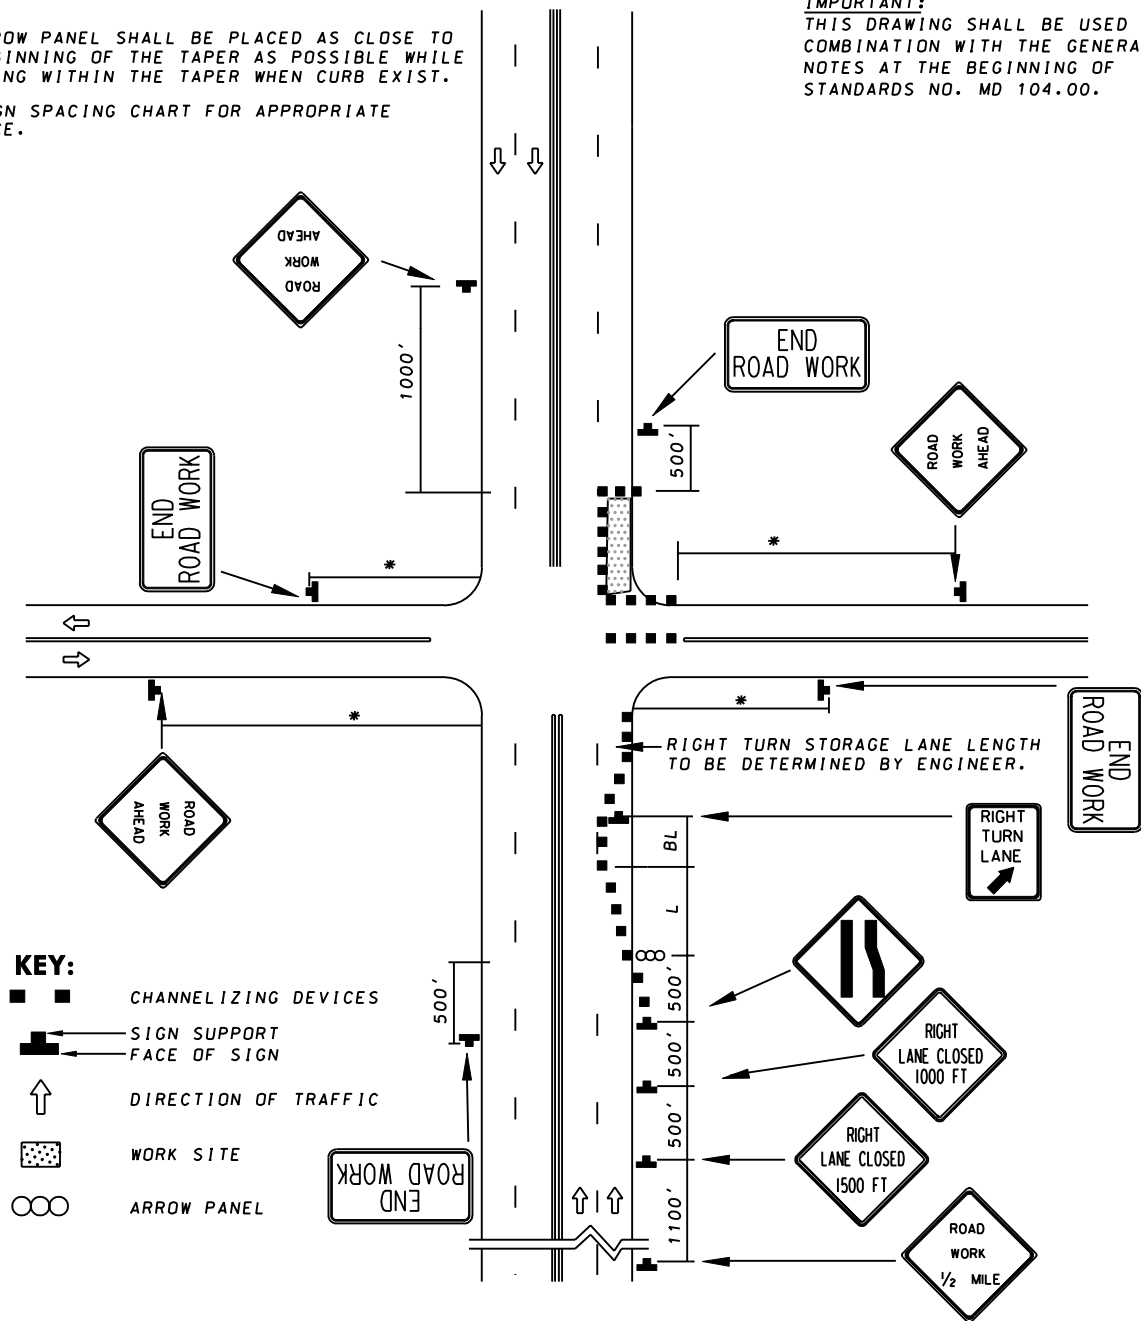 ROW PANEL SHALL BE PLACED AS CLOSE TO
GINNING OF THE TAPER AS POSSIBLE WHILE
NG WITHIN THE TAPER WHEN CURB EXIST.
GN SPACING CHART FOR APPROPRIATE
CE.
IMPORTANT:
THIS DRAWING SHALL BE USED
COMBINATION WITH THE GENERA
NOTES AT THE BEGINNING OF
STANDARDS NO. MD 104.00.
ROAD
WORK
AHEAD
1000'
END
ROAD WORK
500'
ROAD
WORK
AHEAD
END
ROAD WORK
*
*
*
*
RIGHT TURN STORAGE LANE LENGTH
TO BE DETERMINED BY ENGINEER.
END
ROAD WORK
ROAD
WORK
AHEAD
RIGHT
TURN
LANE
BL
L
500'
500'
500'
1100'
RIGHT
LANE CLOSED
1000 FT
RIGHT
LANE CLOSED
1500 FT
ROAD
WORK
1/2 MILE
500'
END
ROAD WORK
KEY:
CHANNELIZING DEVICES
SIGN SUPPORT
FACE OF SIGN
DIRECTION OF TRAFFIC
WORK SITE
ARROW PANEL